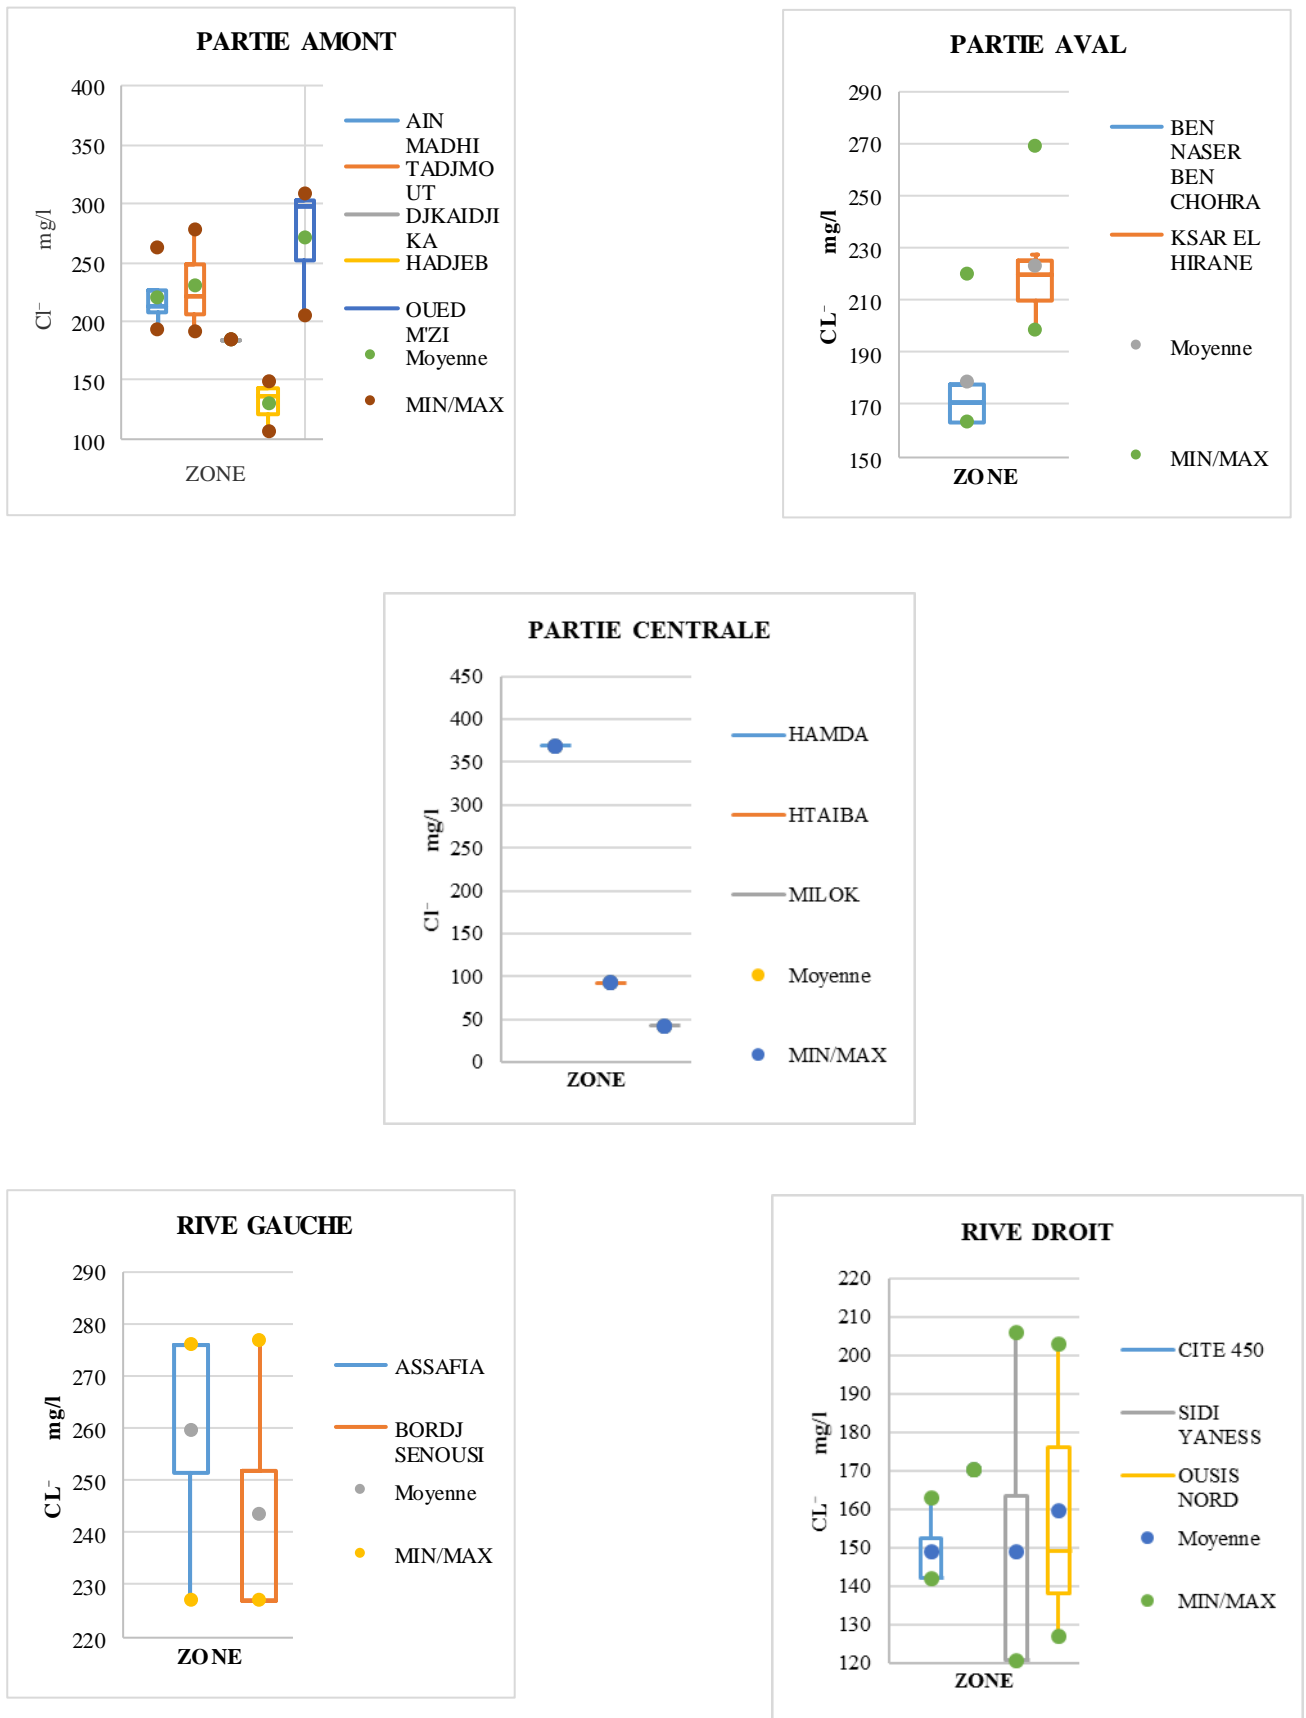 PARTIE AMONT
400
350
300
250
200
150
100
Cl⁻ mg/l
ZONE
AIN
MADHI
TADJMO
UT
DJKAIDJI
KA
HADJEB
OUED
M'ZI
Moyenne
MIN/MAX
PARTIE AVAL
290
270
250
230
210
190
170
150
CL⁻ mg/l
ZONE
BEN
NASER
BEN
CHOHRA
KSAR EL
HIRANE
Moyenne
MIN/MAX
PARTIE CENTRALE
450
400
350
300
250
200
150
100
50
0
Cl⁻ mg/l
ZONE
HAMDA
HTAIBA
MILOK
Moyenne
MIN/MAX
RIVE GAUCHE
290
280
270
260
250
240
230
220
CL⁻ mg/l
ZONE
ASSAFIA
BORDJ
SENOUSI
Moyenne
MIN/MAX
RIVE DROIT
220
210
200
190
180
170
160
150
140
130
120
CL⁻ mg/l
ZONE
CITE 450
SIDI
YANESS
OUSIS
NORD
Moyenne
MIN/MAX